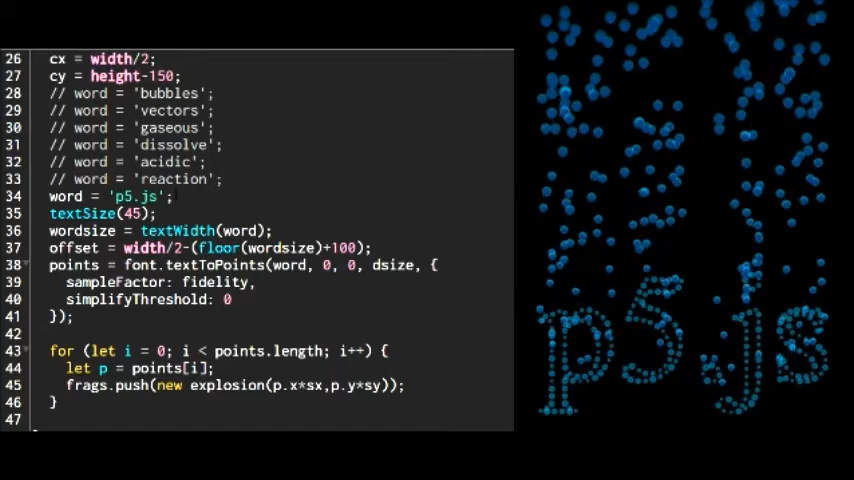 26 cx = width/2;
27 cy = height-150;
28 // word = 'bubbles';
29 // word = 'vectors';
30 // word = 'gaseous';
31 // word = 'dissolve';
32 // word = 'acidic';
33 // word = 'reaction';
34 word = 'p5.js';
35 textSize(45);
36 wordsize = textWidth(word);
37 offset = width/2-(floor(wordsize)+100);
38 points = font.textToPoints(word, 0, 0, dsize, {
39 sampleFactor: fidelity,
40 simplifyThreshold: 0
41 });
42
43 for (let i = 0; i < points.length; i++) {
44 let p = points[i];
45 frags.push(new explosion(p.x*sx,p.y*sy));
46 }
47
p5.js